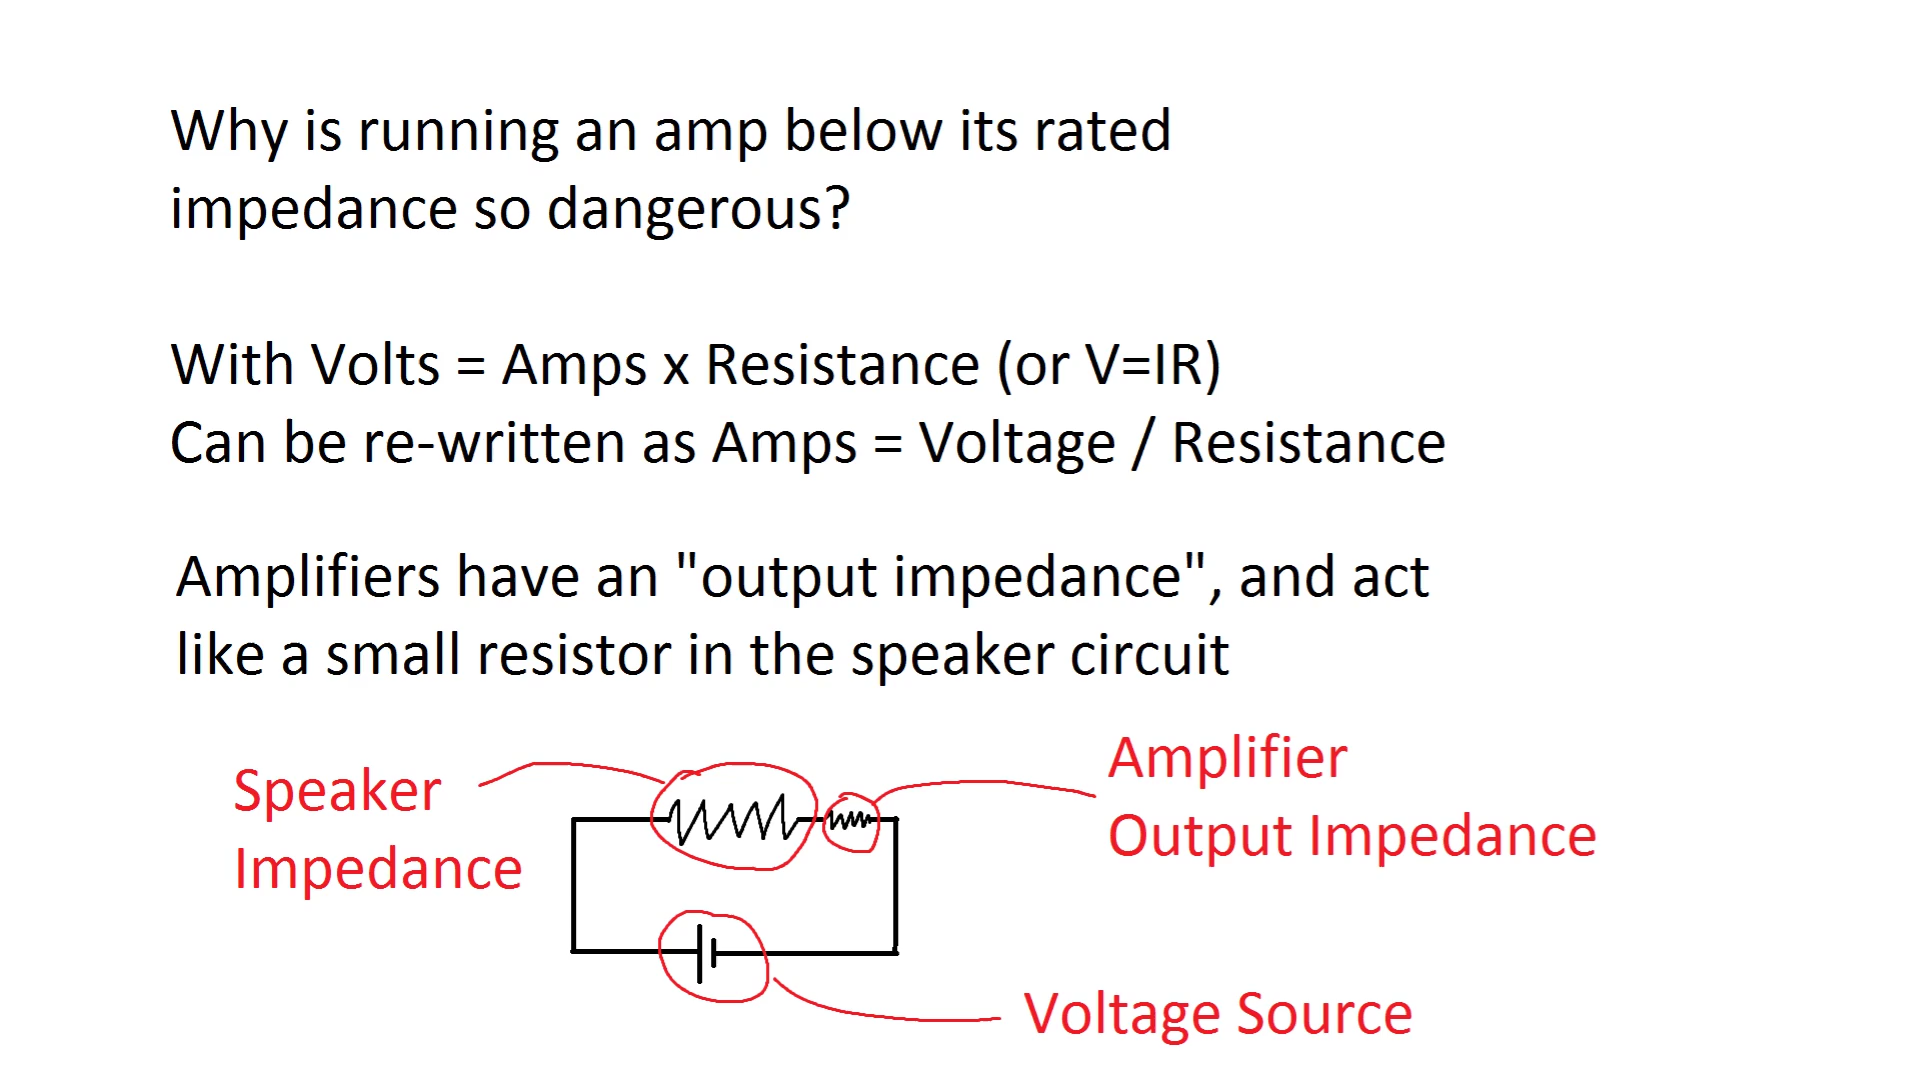 Why is running an amp below its rated
impedance so dangerous?
With Volts = Amps x Resistance (or V=IR)
Can be re-written as Amps = Voltage / Resistance
Amplifiers have an "output impedance", and act
like a small resistor in the speaker circuit
Speaker
Impedance
Amplifier
Output Impedance
Voltage Source